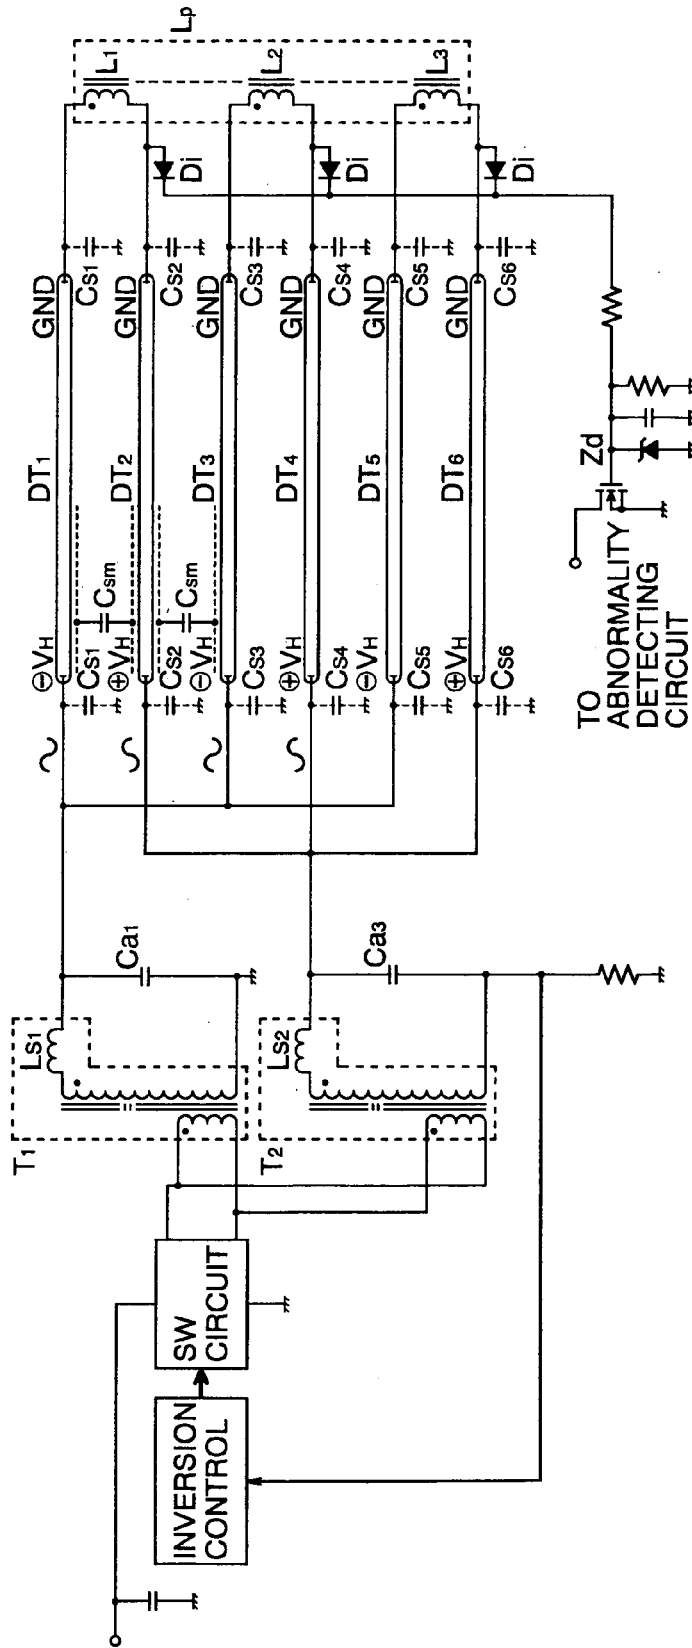 INVERSION
CONTROL
SW
CIRCUIT
T1
LS1
Ca1
T2
LS2
Ca3
⊖VH
CS1
DT1
GND
CS1
Csm
⊕VH
CS2
DT2
GND
CS2
Csm
⊖VH
CS3
DT3
GND
CS3
⊕VH
CS4
DT4
GND
CS4
⊖VH
CS5
DT5
GND
CS5
⊕VH
CS6
DT6
GND
CS6
Di
Di
Di
L1
L2
L3
Lp
Zd
TO
ABNORMALITY
DETECTING
CIRCUIT